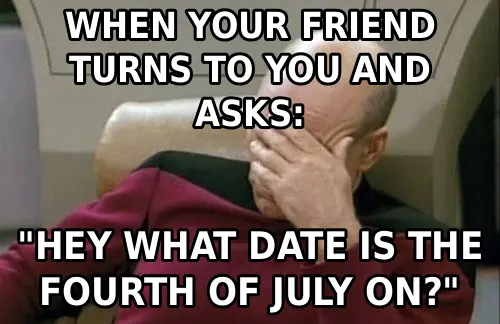 WHEN YOUR FRIEND
TURNS TO YOU AND
ASKS:
"HEY WHAT DATE IS THE
FOURTH OF JULY ON?"